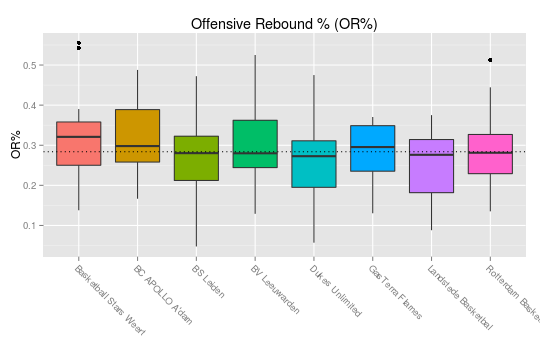 Offensive Rebound % (OR%)
OR%
0.5
0.4
0.3
0.2
0.1
Basketball Stars Weert
BC APOLLO A'dam
BS Leiden
BV Leeuwarden
Dukes Unlimited
GasTerra Flames
Landstede Basketbal
Rotterdam Baske